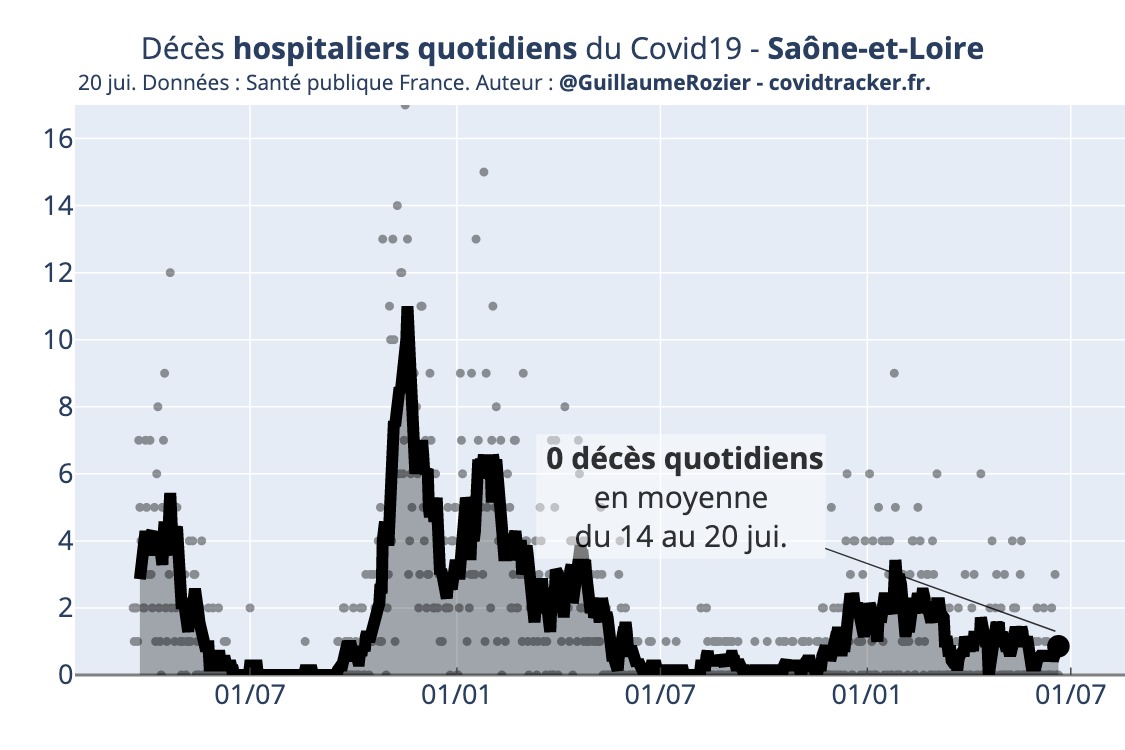 Décès hospitaliers quotidiens du Covid19 - Saône-et-Loire
20 jui. Données : Santé publique France. Auteur : @GuillaumeRozier - covidtracker.fr.
16
14
12
10
8
6
4
2
0
0 décès quotidiens
en moyenne
du 14 au 20 jui.
01/07 01/01 01/07 01/01 01/07